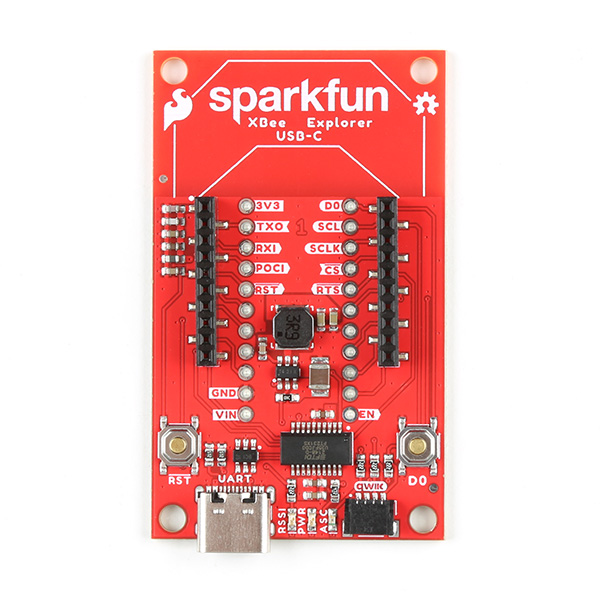 sparkfun
XBee Explorer
USB-C
3V3
D0
TXO
1
SCL
RXI
SCLK
POCI
CS
RST
RTS
3R9
GND
VIN
EN
RST
UART
D0
QWIIC
RSSI
PWR
ASC